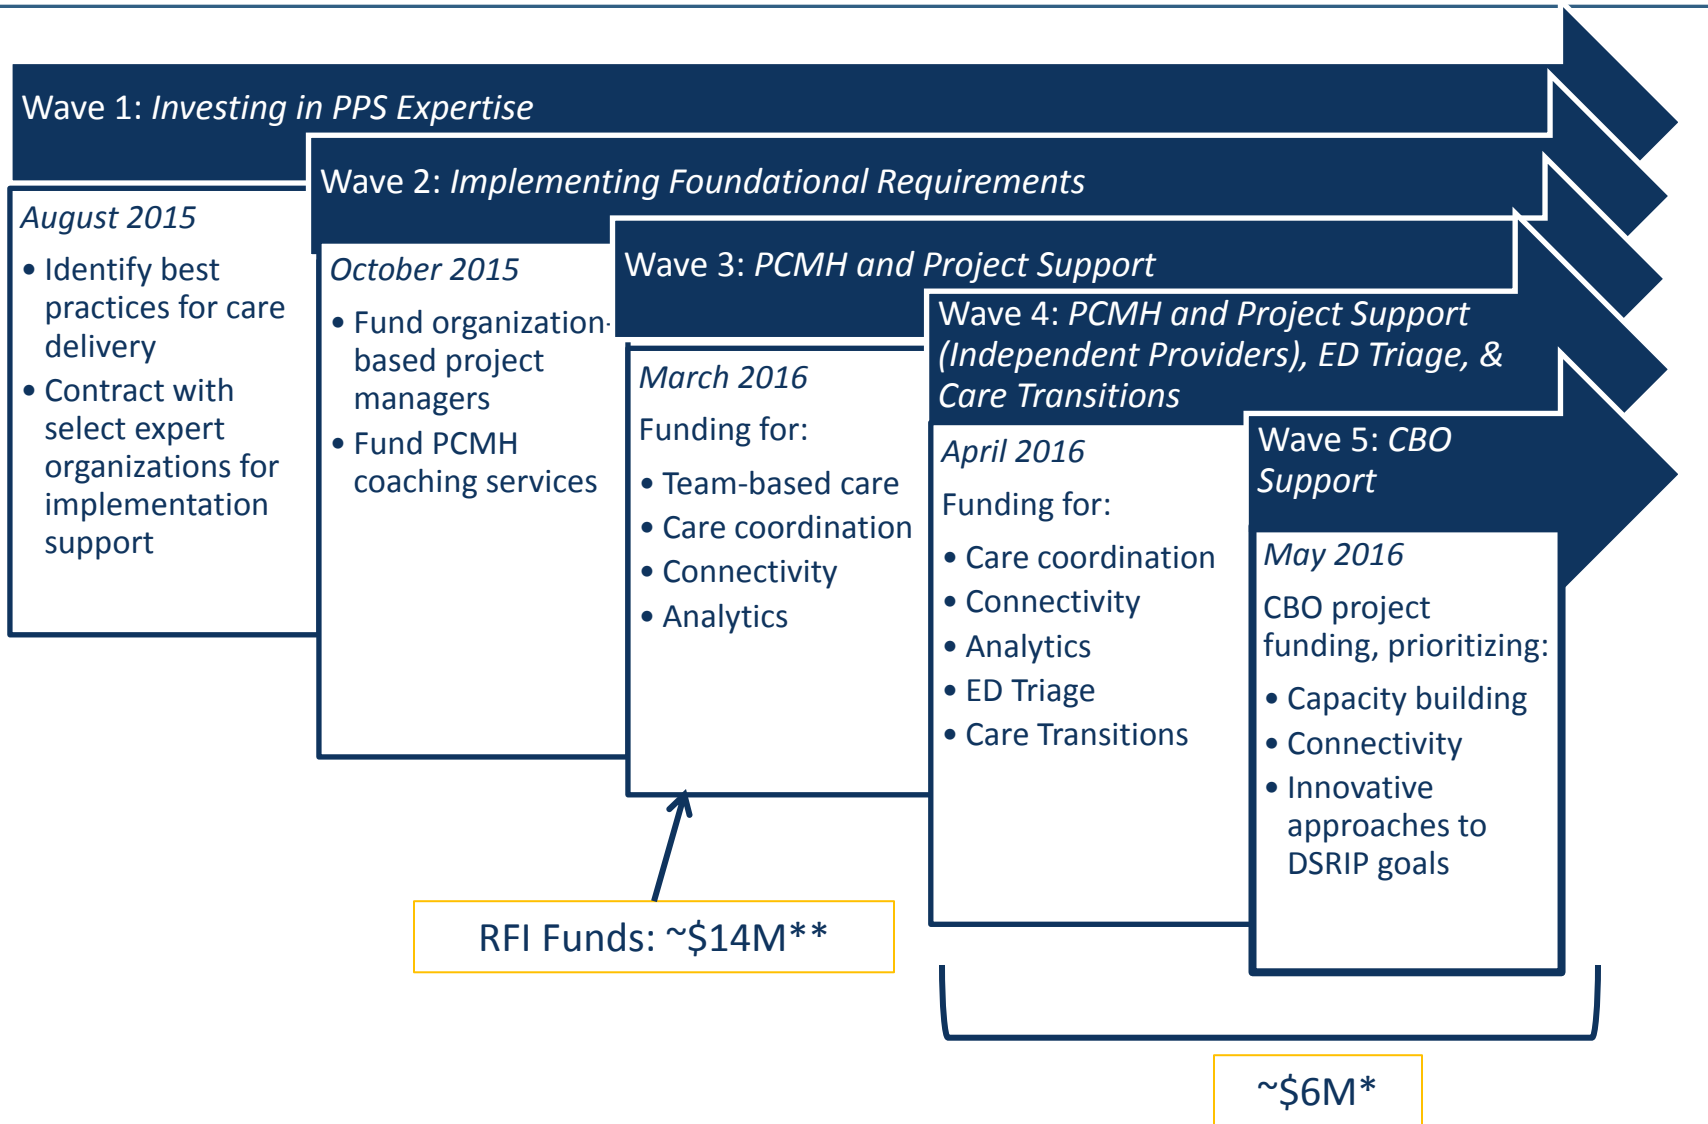 Wave 1: Investing in PPS Expertise
August 2015
• Identify best
practices for care
delivery
• Contract with
select expert
organizations for
implementation
support
Wave 2: Implementing Foundational Requirements
October 2015
• Fund organization-
based project
managers
• Fund PCMH
coaching services
Wave 3: PCMH and Project Support
March 2016
Funding for:
• Team-based care
• Care coordination
• Connectivity
• Analytics
RFI Funds: ~$14M**
Wave 4: PCMH and Project Support
(Independent Providers), ED Triage, &
Care Transitions
April 2016
Funding for:
• Care coordination
• Connectivity
• Analytics
• ED Triage
• Care Transitions
Wave 5: CBO
Support
May 2016
CBO project
funding, prioritizing:
• Capacity building
• Connectivity
• Innovative
approaches to
DSRIP goals
~$6M*